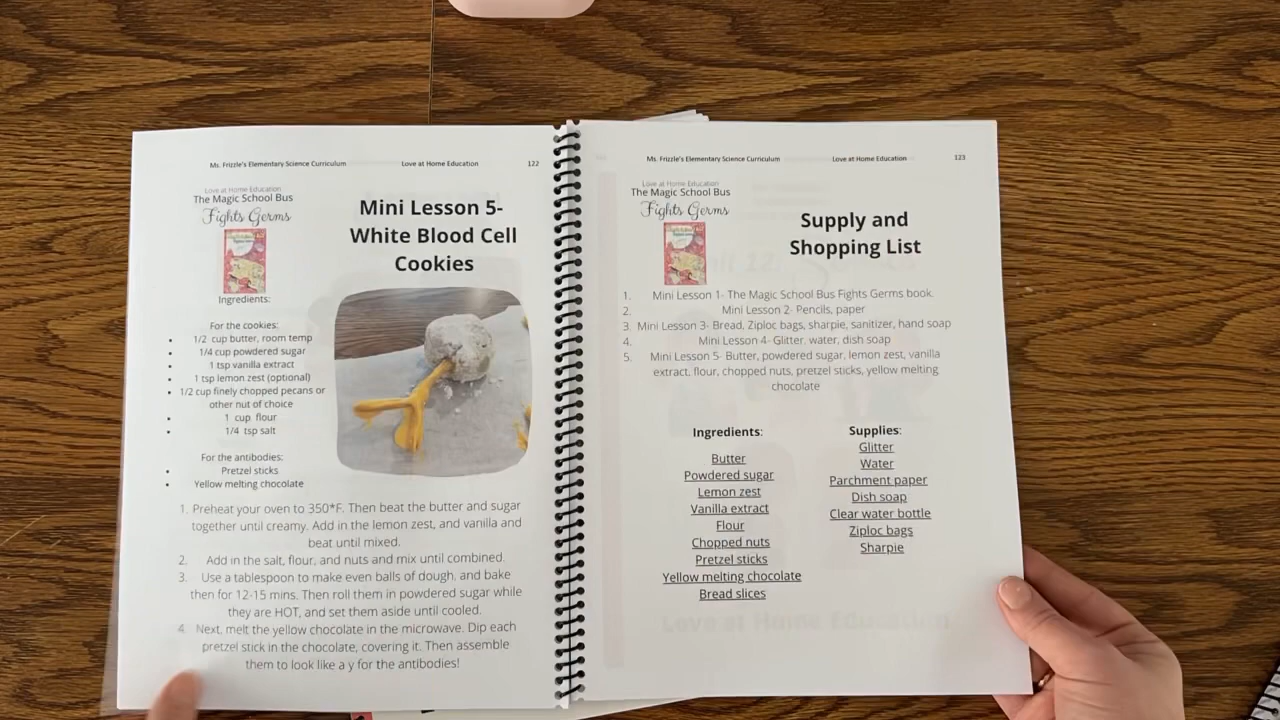 Ms. Frizzle's Elementary Science Curriculum Love at Home Education 122
Love at Home Education
The Magic School Bus
Fights Germs
Mini Lesson 5-
White Blood Cell
Cookies
Ingredients:
For the cookies:
• 1/2 cup butter, room temp
• 1/4 cup powdered sugar
• 1 tsp vanilla extract
• 1 tsp lemon zest (optional)
• 1/2 cup finely chopped pecans or
other nut of choice
• 1 cup flour
• 1/4 tsp salt
For the antibodies:
• Pretzel sticks
• Yellow melting chocolate
1. Preheat your oven to 350*F. Then beat the butter and sugar
together until creamy. Add in the lemon zest, and vanilla and
beat until mixed.
2. Add in the salt, flour, and nuts and mix until combined.
3. Use a tablespoon to make even balls of dough, and bake
then for 12-15 mins. Then roll them in powdered sugar while
they are HOT, and set them aside until cooled.
4. Next, melt the yellow chocolate in the microwave. Dip each
pretzel stick in the chocolate, covering it. Then assemble
them to look like a y for the antibodies!
Ms. Frizzle's Elementary Science Curriculum Love at Home Education 123
Love at Home Education
The Magic School Bus
Fights Germs
Supply and
Shopping List
1. Mini Lesson 1- The Magic School Bus Fights Germs book.
2. Mini Lesson 2- Pencils, paper
3. Mini Lesson 3- Bread, Ziploc bags, sharpie, sanitizer, hand soap
4. Mini Lesson 4- Glitter, water, dish soap
5. Mini Lesson 5- Butter, powdered sugar, lemon zest, vanilla
extract, flour, chopped nuts, pretzel sticks, yellow melting
chocolate
Ingredients:
Butter
Powdered sugar
Lemon zest
Vanilla extract
Flour
Chopped nuts
Pretzel sticks
Yellow melting chocolate
Bread slices
Supplies:
Glitter
Water
Parchment paper
Dish soap
Clear water bottle
Ziploc bags
Sharpie
Love at Home Education